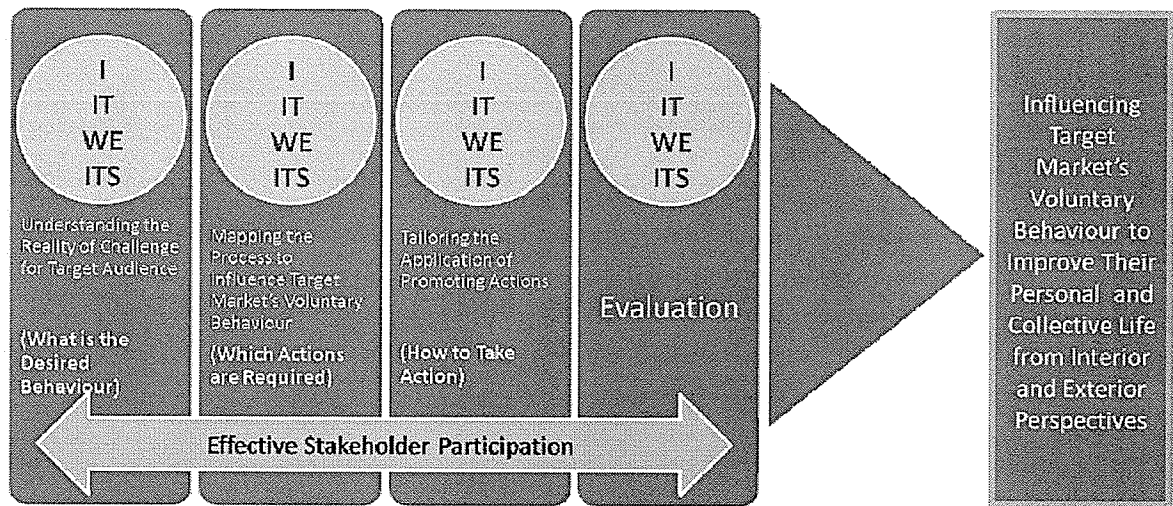 I
IT
WE
ITS
Understanding the
Reality of Challenge
for Target Audience
(What is the
Desired
Behaviour)
I
IT
WE
ITS
Mapping the
Process to
Influence Target
Market's Voluntary
Behaviour
(Which Actions
are Required)
I
IT
WE
ITS
Tailoring the
Application of
Promoting Actions
(How to Take
Action)
I
IT
WE
ITS
Evaluation
Effective Stakeholder Participation
Influencing
Target
Market's
Voluntary
Behaviour to
Improve Their
Personal and
Collective Life
from Interior
and Exterior
Perspectives